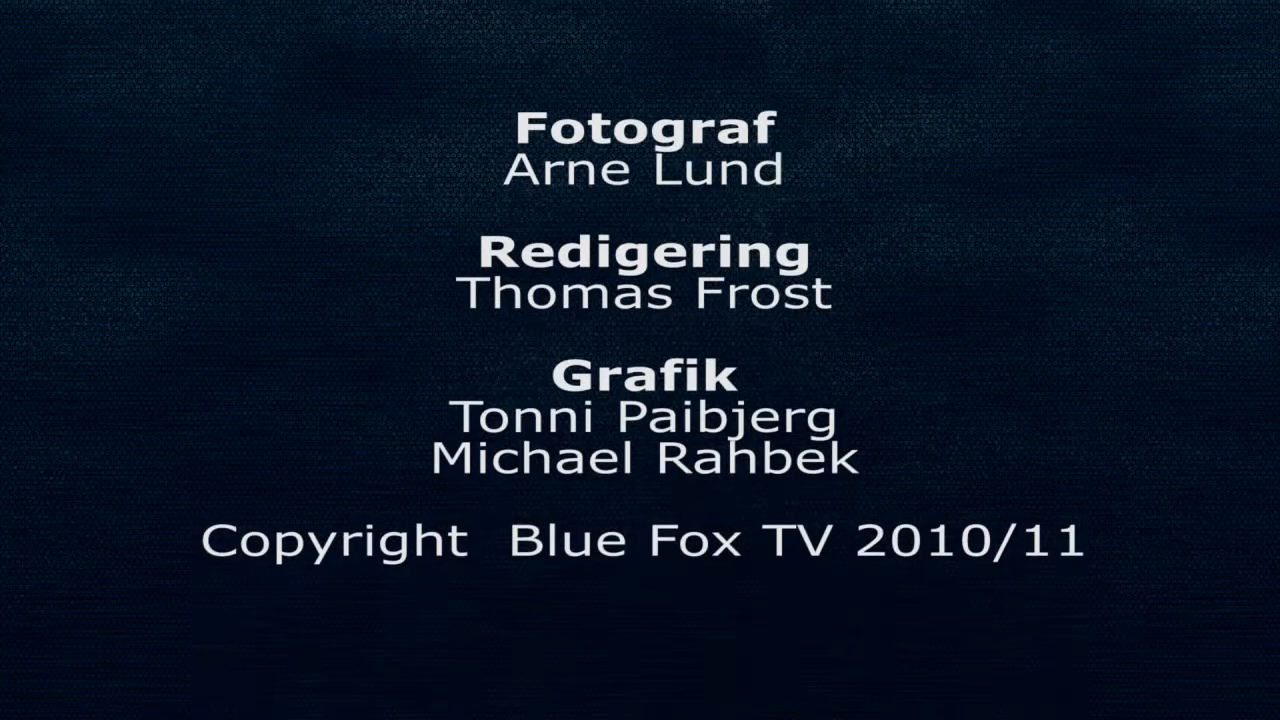 Fotograf
Arne Lund
Redigering
Thomas Frost
Grafik
Tonni Paibjerg
Michael Rahbek
Copyright  Blue Fox TV 2010/11